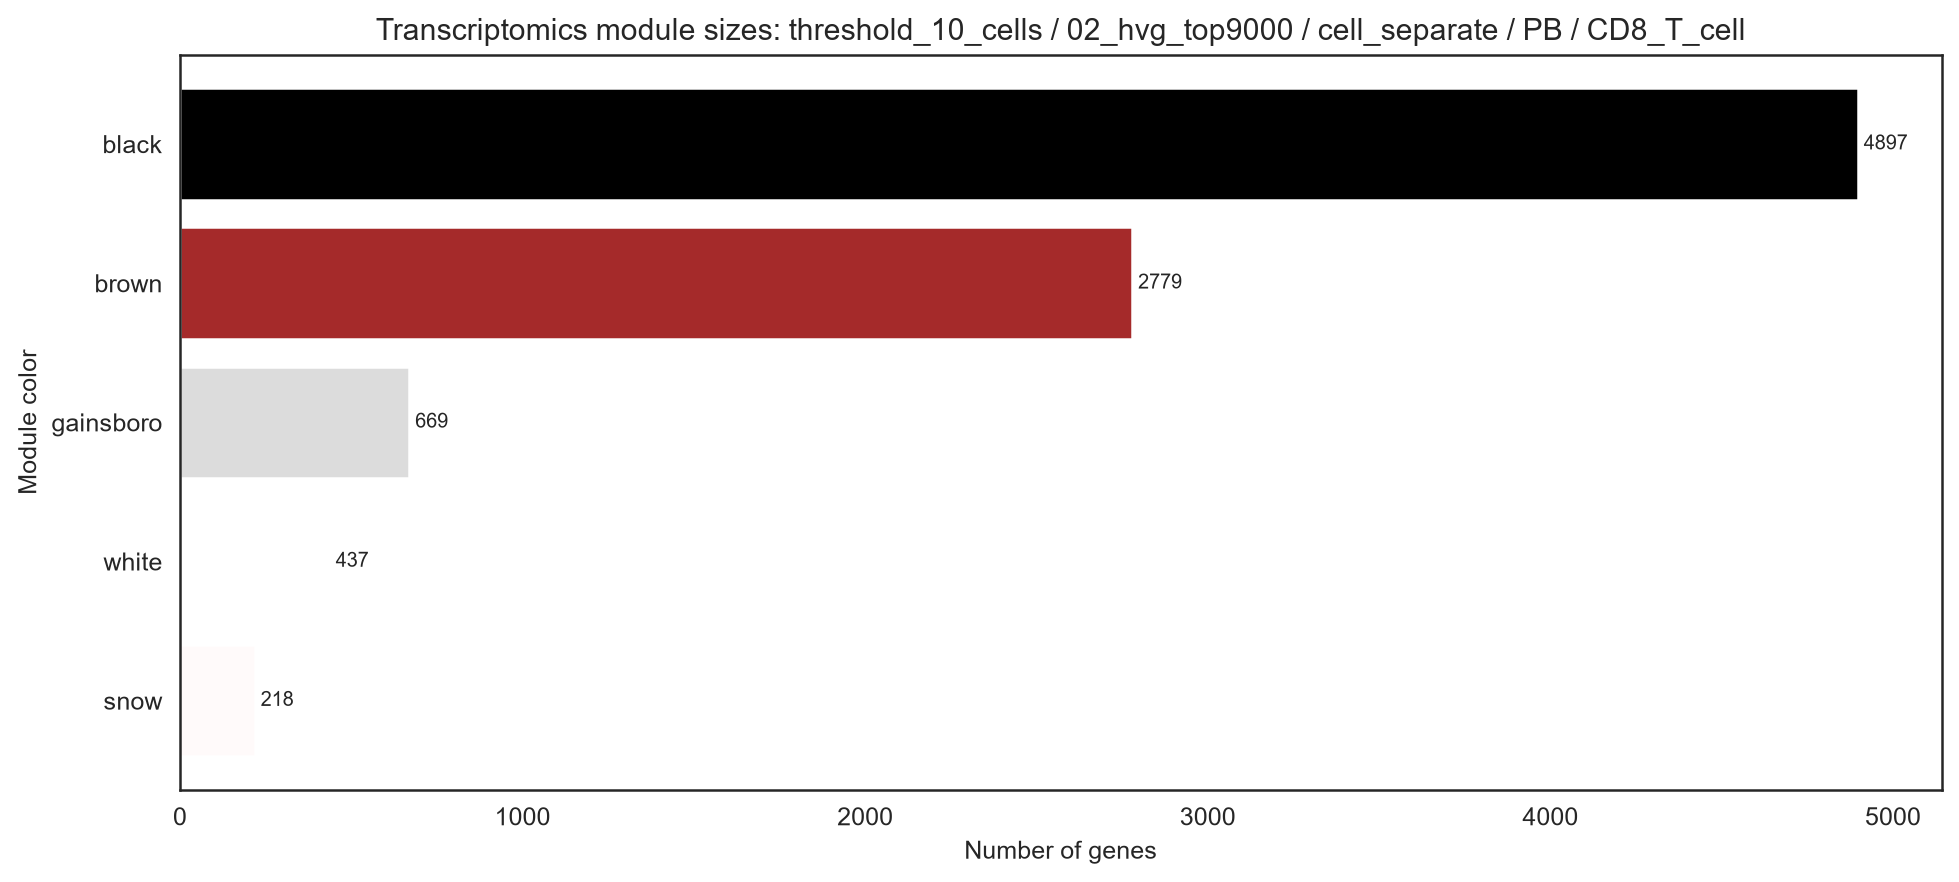 Transcriptomics module sizes: threshold_10_cells / 02_hvg_top9000 / cell_separate / PB / CD8_T_cell
black
4897
brown
2779
gainsboro
669
white
437
snow
218
Module color
0 1000 2000 3000 4000 5000
Number of genes